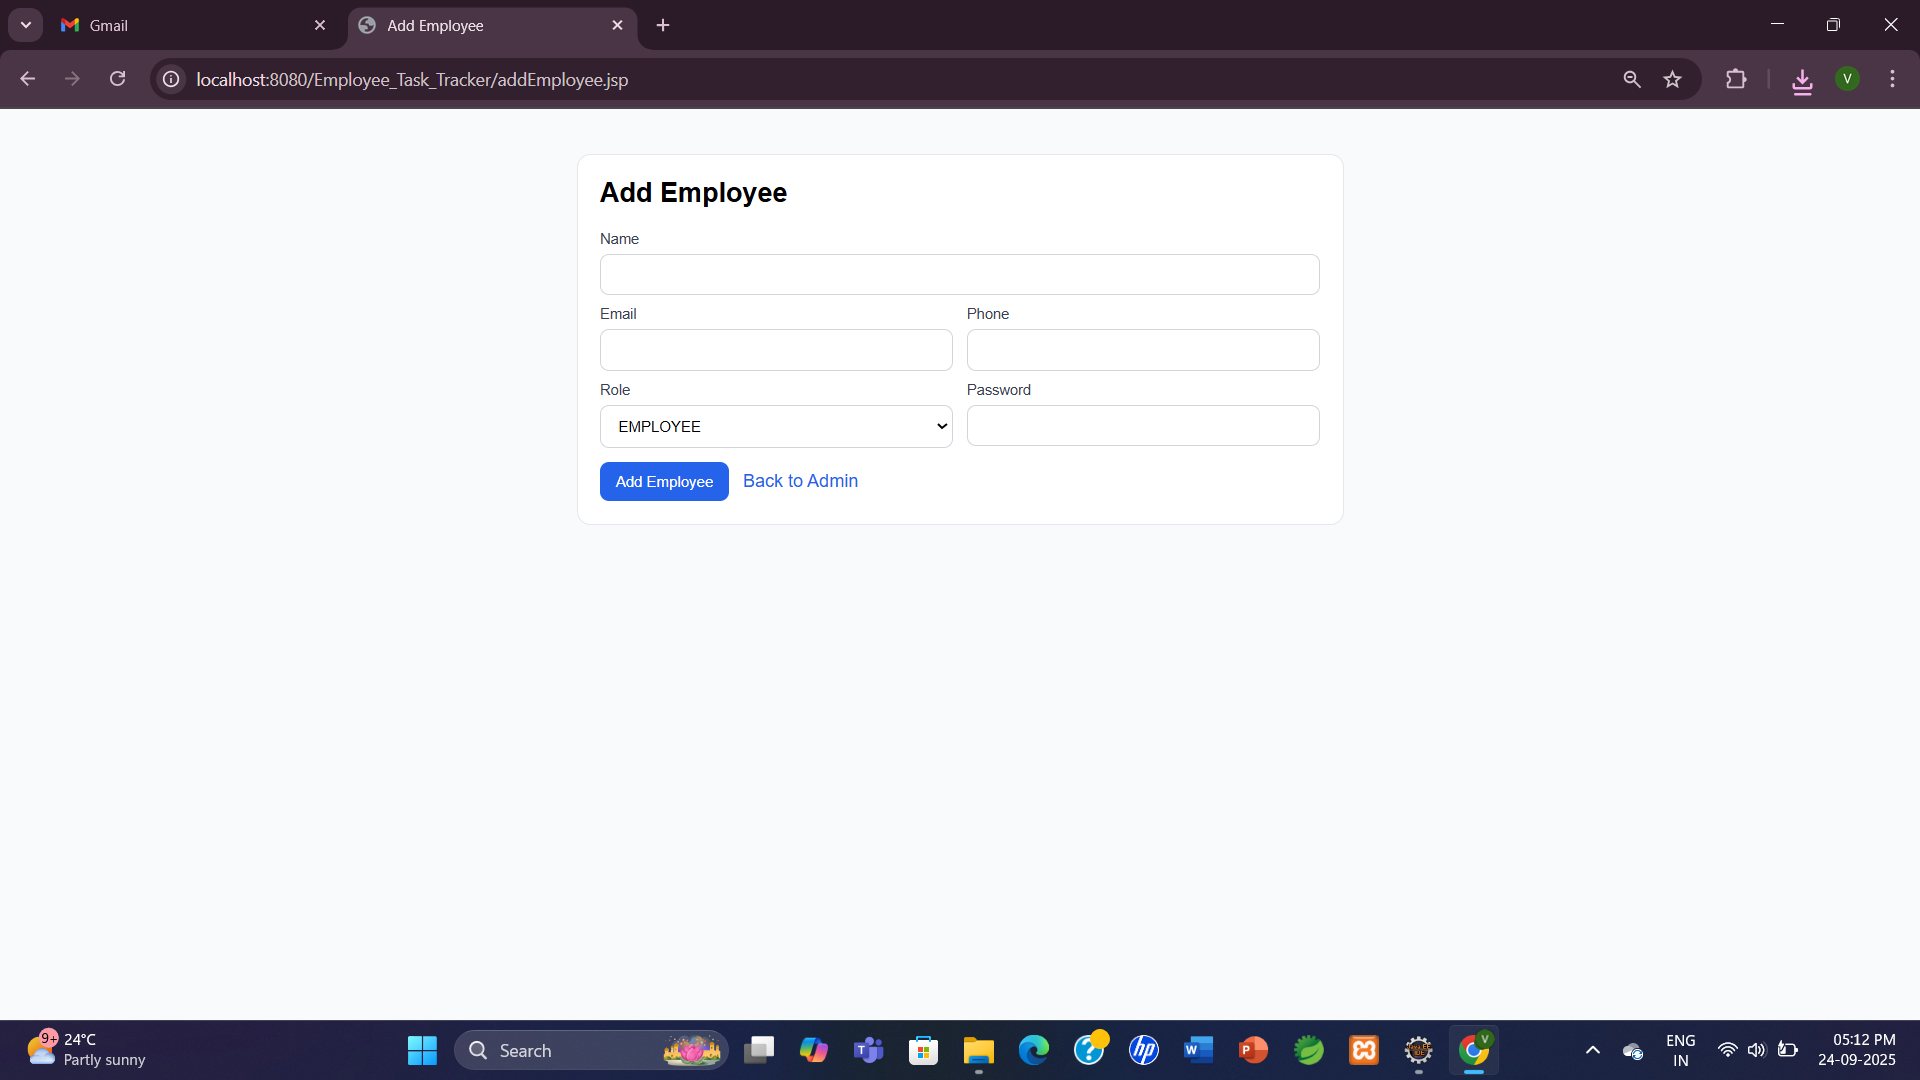 Gmail
Add Employee
localhost:8080/Employee_Task_Tracker/addEmployee.jsp
V
Add Employee
Name
Email Phone
Role Password
EMPLOYEE
Add Employee Back to Admin
9+ 24°C
Partly sunny
Search
ENG
IN
05:12 PM
24-09-2025